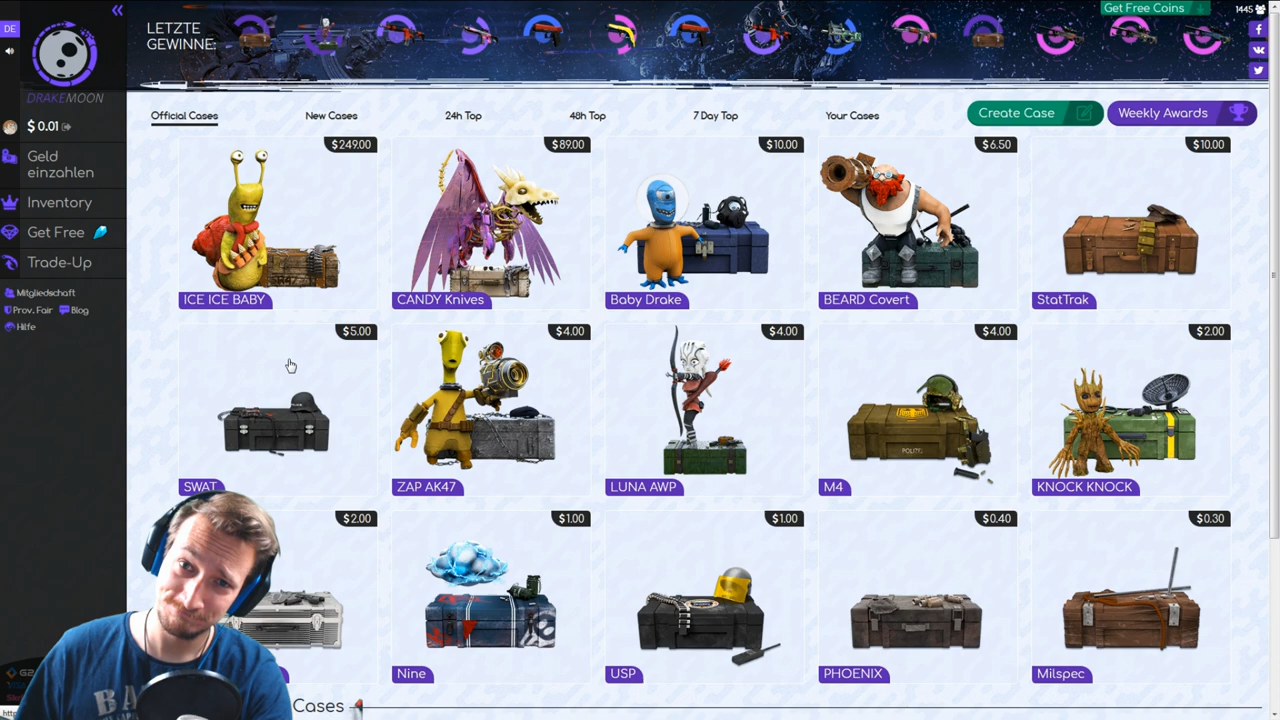 DE
LETZTE
GEWINNE:
Get Free Coins
1445
DRAKEMOON
$ 0.01
Geld
einzahlen
Inventory
Get Free
Trade-Up
Mitgliedschaft
Prov. Fair
Blog
Hilfe
Official Cases
New Cases
24h Top
48h Top
7 Day Top
Your Cases
Create Case
Weekly Awards
$249.00
$89.00
$10.00
$6.50
$10.00
ICE ICE BABY
CANDY Knives
Baby Drake
BEARD Covert
StatTrak
$5.00
$4.00
$4.00
$4.00
$2.00
SWAT
ZAP AK47
LUNA AWP
M4
KNOCK KNOCK
$2.00
$1.00
$1.00
$0.40
$0.30
Nine
USP
PHOENIX
Milspec
Cases